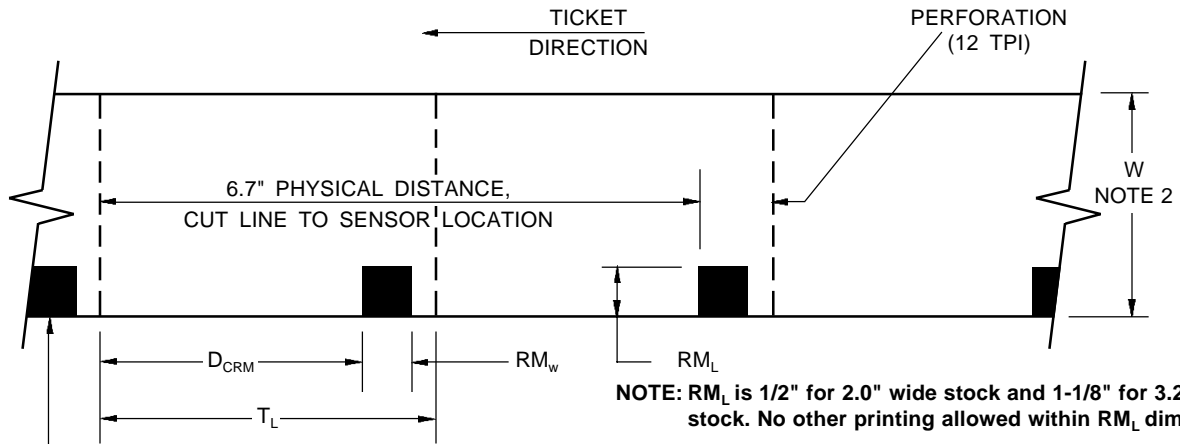 TICKET
DIRECTION
PERFORATION
(12 TPI)
6.7" PHYSICAL DISTANCE,
CUT LINE TO SENSOR LOCATION
W
NOTE 2
D_CRM
RM_w
RM_L
T_L
NOTE: RM_L is 1/2" for 2.0" wide stock and 1-1/8" for 3.2
stock. No other printing allowed within RM_L dim